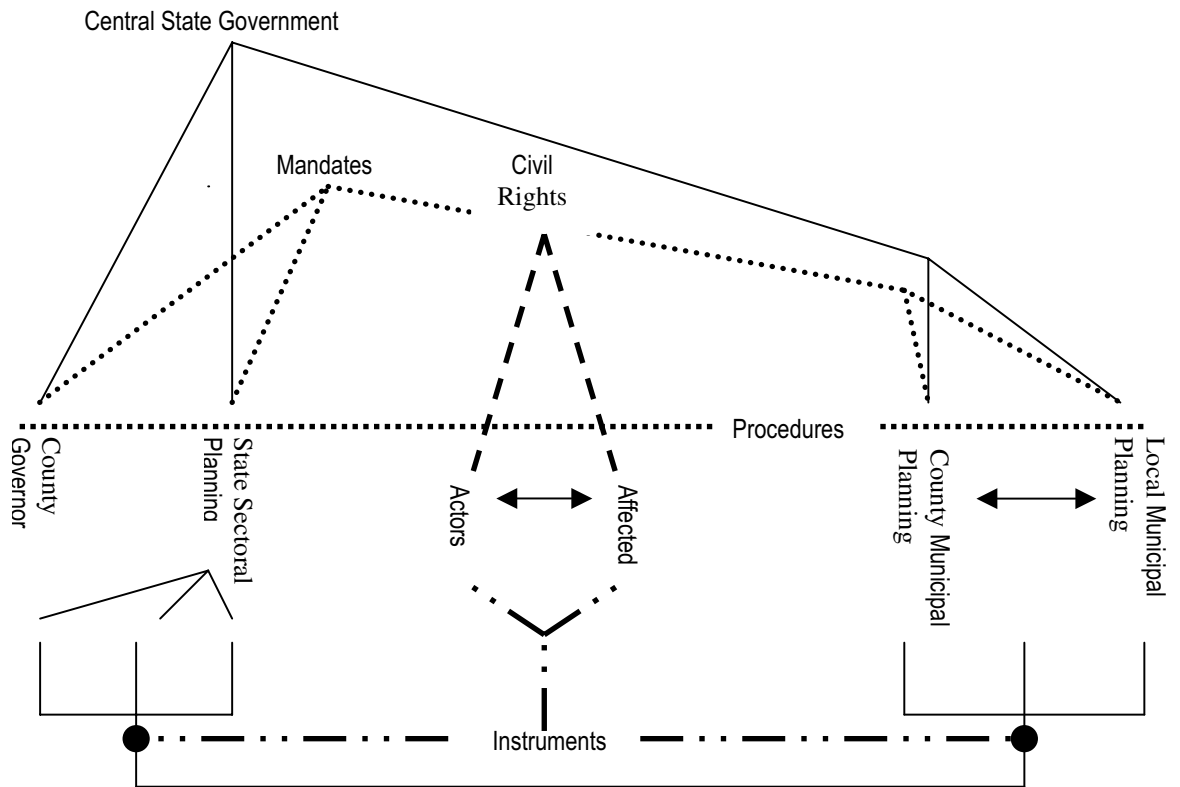 Central State Government
Mandates
Civil
Rights
Procedures
County
Governor
State Sectoral
Planning
Actors
Affected
County Municipal
Planning
Local Municipal
Planning
Instruments